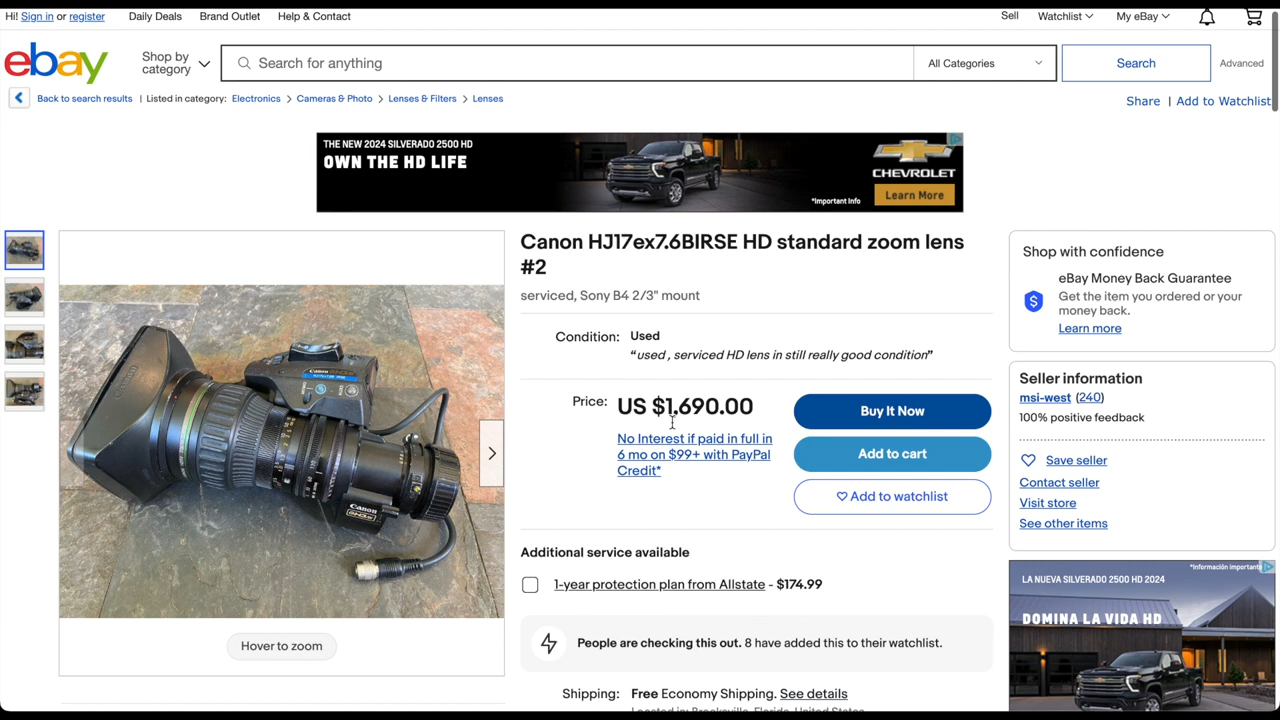 Hi! Sign in or register
Daily Deals
Brand Outlet
Help & Contact
Sell
Watchlist
My eBay
ebay
Shop by
category
Search for anything
All Categories
Search
Advanced
Back to search results
Listed in category:
Electronics
Cameras & Photo
Lenses & Filters
Lenses
Share | Add to Watchlist
THE NEW 2024 SILVERADO 2500 HD
OWN THE HD LIFE
*Important Info
CHEVROLET
Learn More
Canon HJ17ex7.6BIRSE HD standard zoom lens
#2
serviced, Sony B4 2/3" mount
Condition:
Used
"used , serviced HD lens in still really good condition"
Price:
US $1,690.00
No Interest if paid in full in
6 mo on $99+ with PayPal
Credit*
Buy It Now
Add to cart
Add to watchlist
Additional service available
1-year protection plan from Allstate - $174.99
People are checking this out. 8 have added this to their watchlist.
Shipping:
Free Economy Shipping. See details
Located in: Brooksville, Florida, United States
Canon
Canon
Hover to zoom
Shop with confidence
eBay Money Back Guarantee
Get the item you ordered or your
money back.
Learn more
Seller information
msi-west (240)
100% positive feedback
Save seller
Contact seller
Visit store
See other items
*Información important
LA NUEVA SILVERADO 2500 HD 2024
DOMINA LA VIDA HD